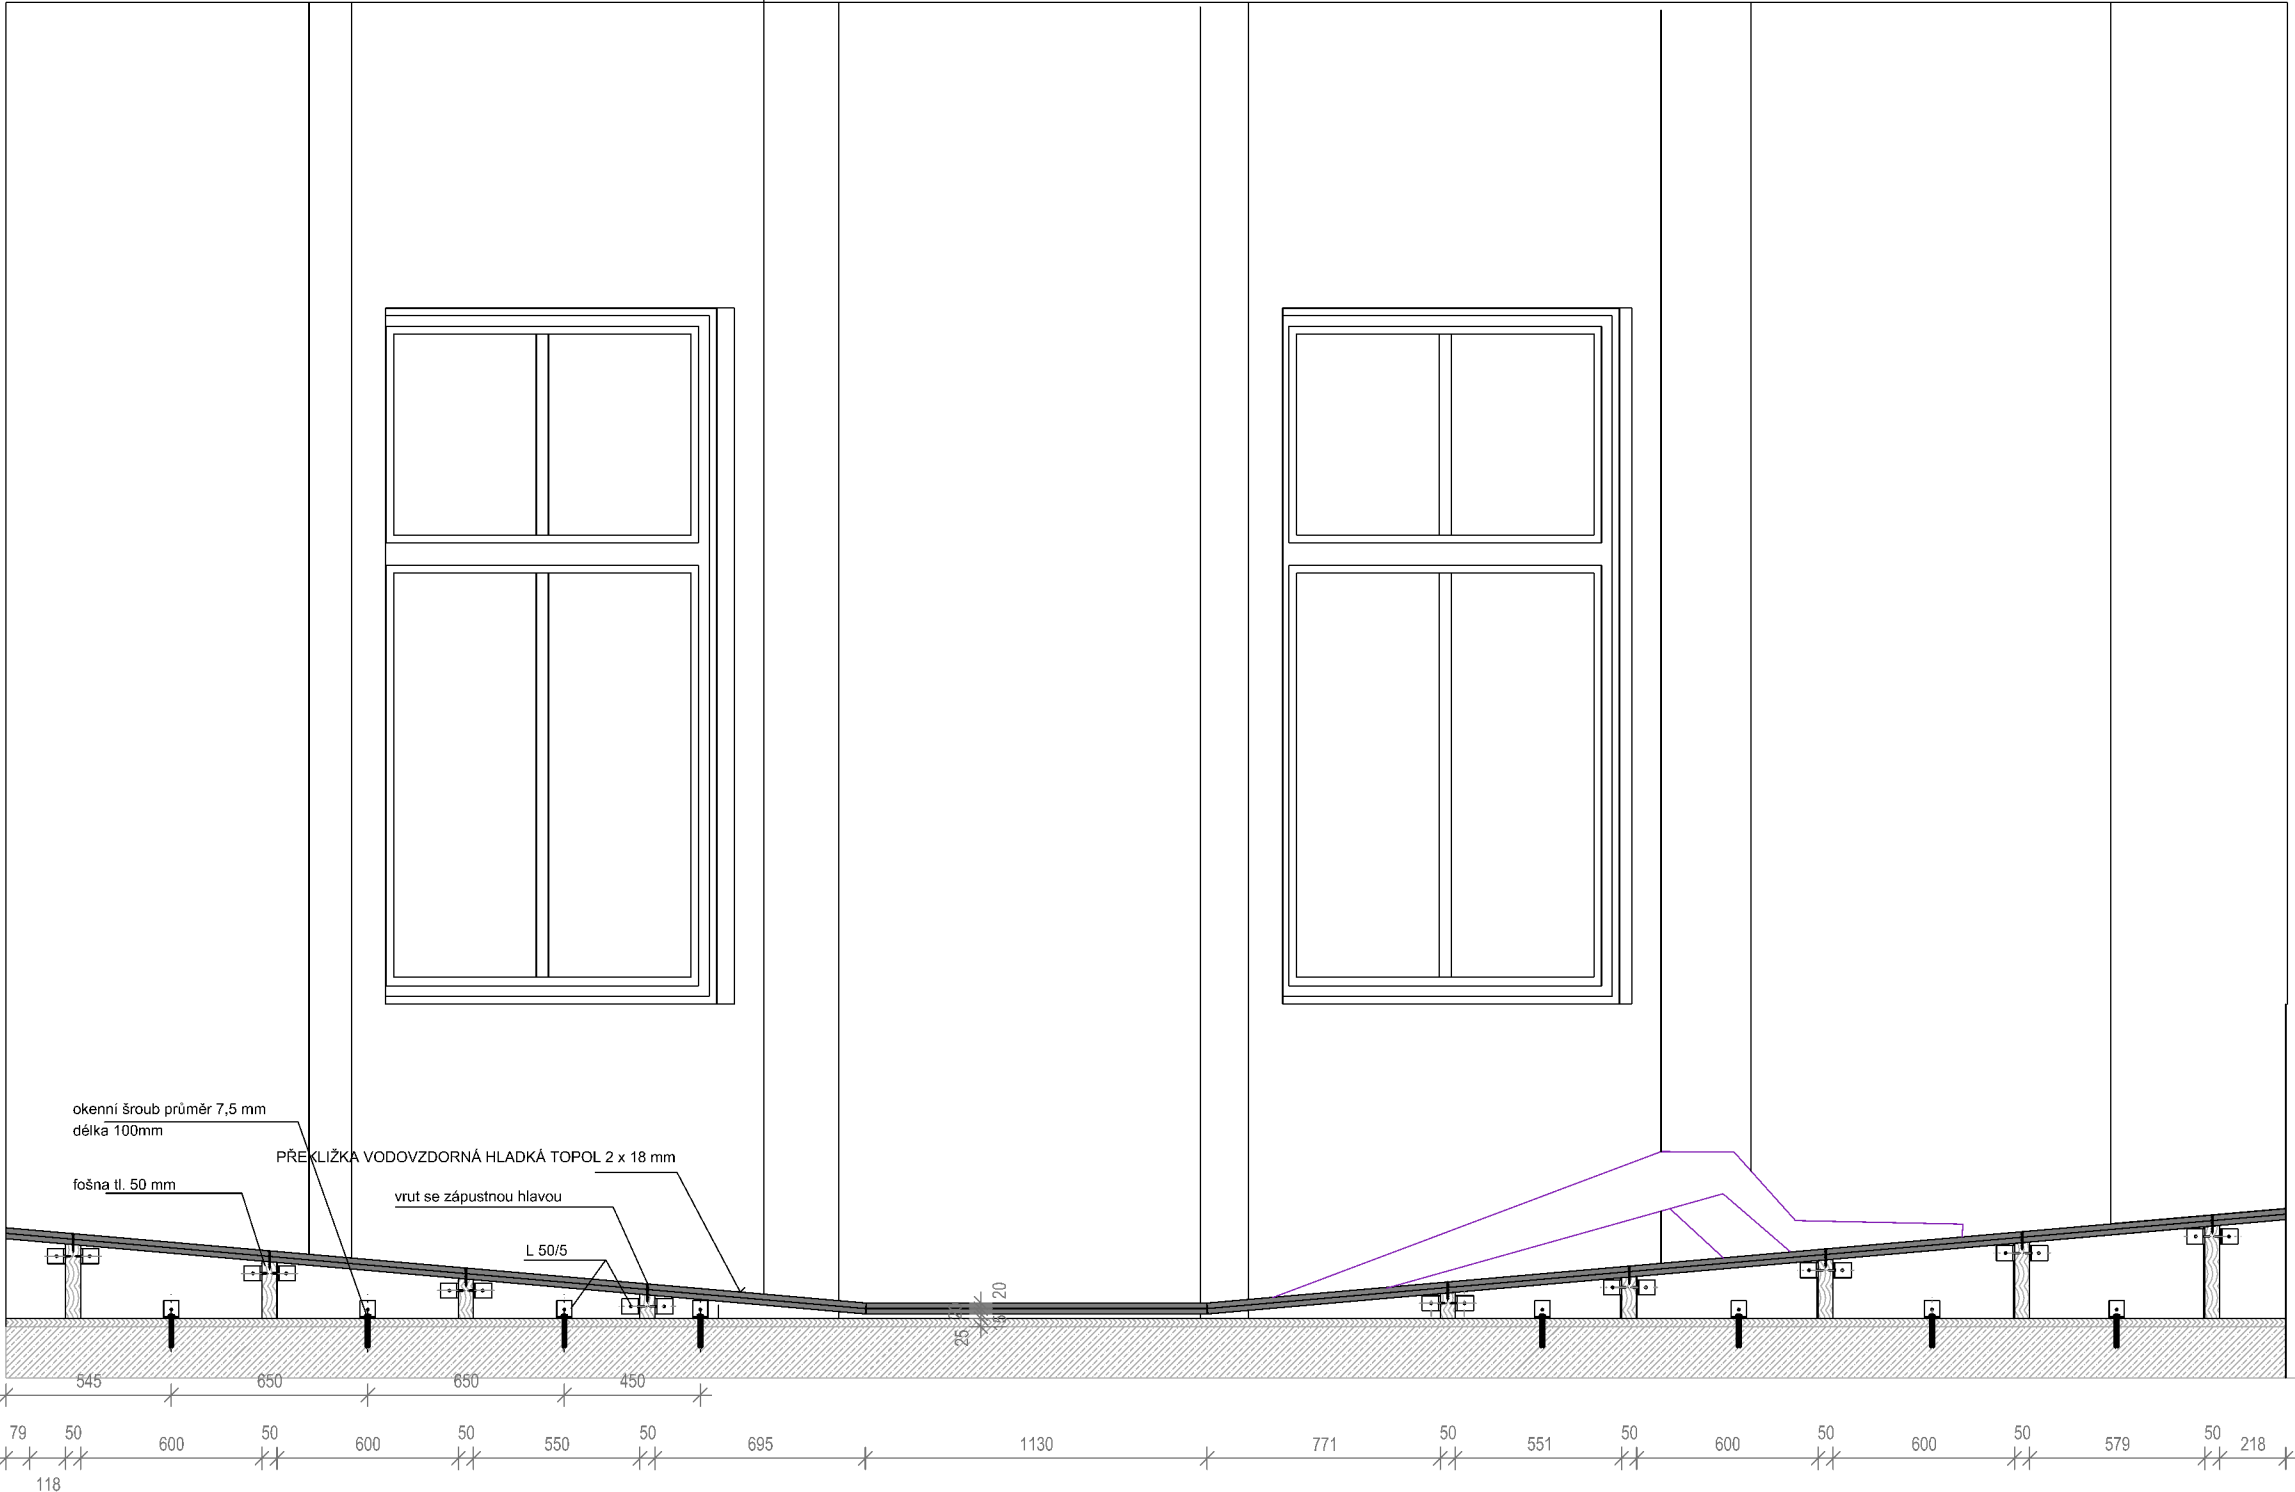 okenní šroub průměr 7,5 mm
délka 100mm
PŘEKLIŽKA VODOVZDORNÁ HLADKÁ TOPOL 2 x 18 mm
fošna tl. 50 mm
vrut se zápustnou hlavou
L 50/5
20
25
545 650 650 450
79 50 600 50 600 50 550 50 695 1130 771 50 551 50 600 50 600 50 579 50 218
118